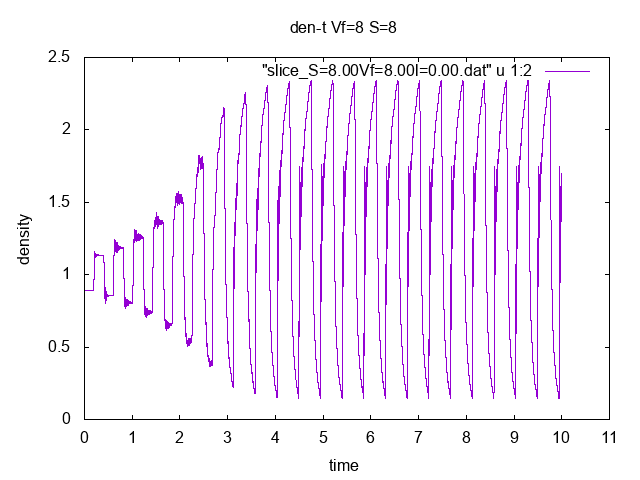 den-t Vf=8 S=8
"slice_S=8.00Vf=8.00I=0.00.dat" u 1:2
density
2.5
2
1.5
1
0.5
0
0 1 2 3 4 5 6 7 8 9 10 11
time